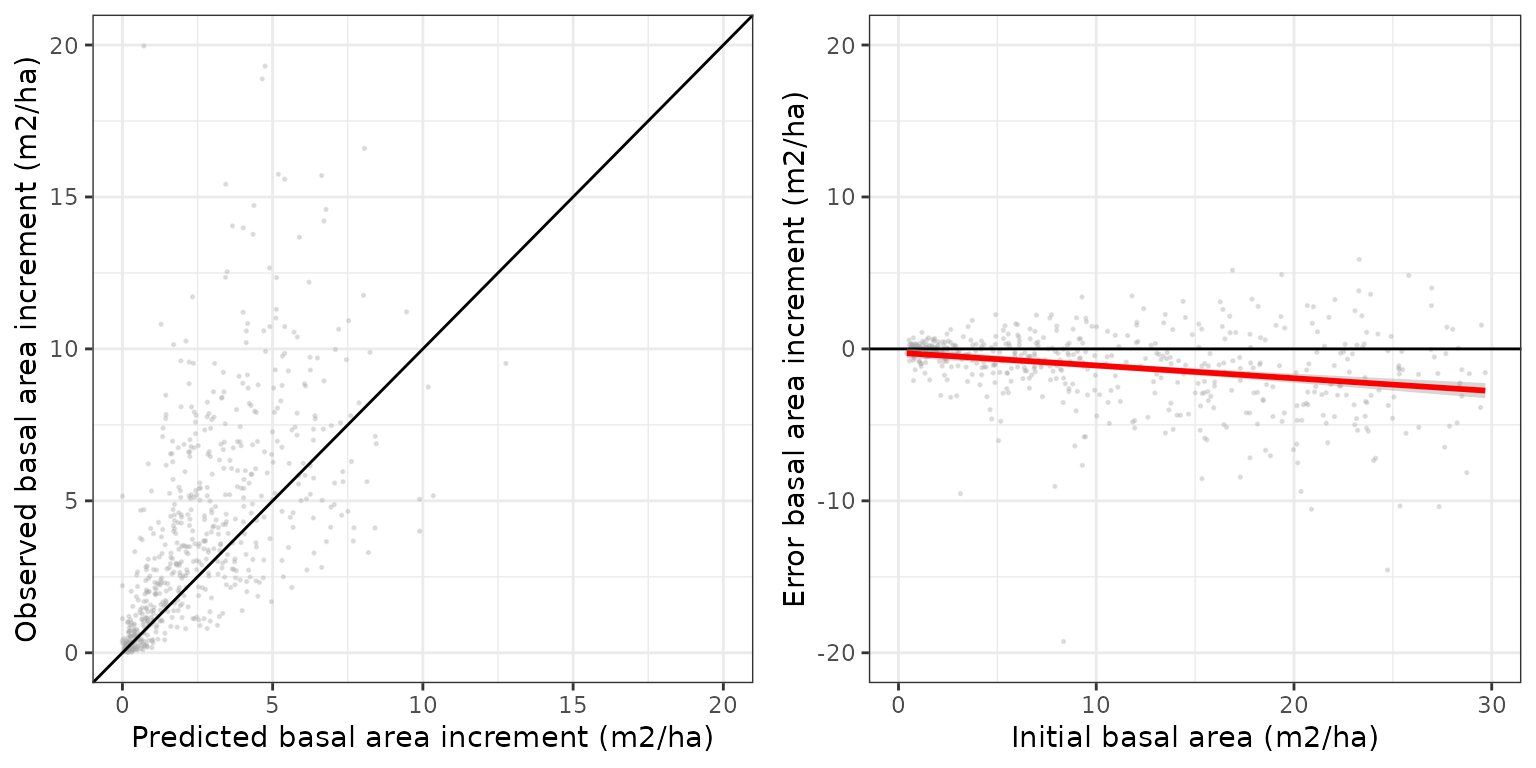 Observed basal area increment (m2/ha)
20
15
10
5
0
0 5 10 15 20
Predicted basal area increment (m2/ha)
Error basal area increment (m2/ha)
20
10
0
-10
-20
0 10 20 30
Initial basal area (m2/ha)